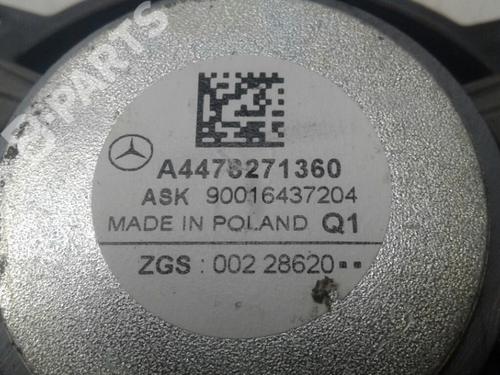 A4478271360
ASK 90016437204
MADE IN POLAND Q1
ZGS : 002 28620
B-PARTS